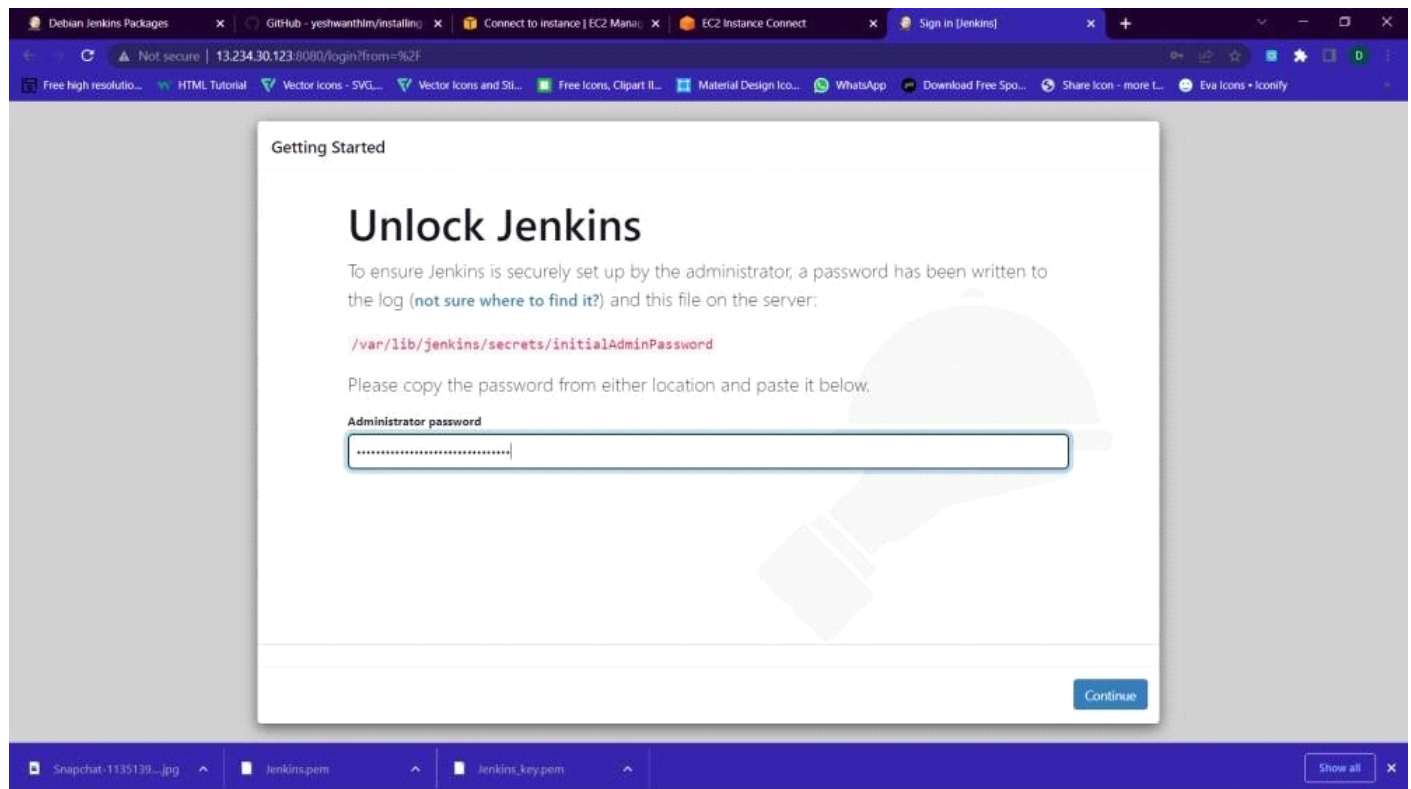 Debian Jenkins Packages
GitHub - yeshwanthlm/installing
Connect to instance | EC2 Manag
EC2 Instance Connect
Sign in [Jenkins]
Not secure | 13.234.30.123:8080/login?from=%2F
D
Free high resolutio...
HTML Tutorial
Vector icons - SVG,...
Vector Icons and Sti...
Free Icons, Clipart Il...
Material Design Ico...
WhatsApp
Download Free Spo...
Share Icon - more t...
Eva Icons • Iconify
Getting Started
Unlock Jenkins
To ensure Jenkins is securely set up by the administrator, a password has been written to
the log (not sure where to find it?) and this file on the server:
/var/lib/jenkins/secrets/initialAdminPassword
Please copy the password from either location and paste it below.
Administrator password
Continue
Snapchat-1135139....jpg
Jenkins.pem
Jenkins_key.pem
Show all